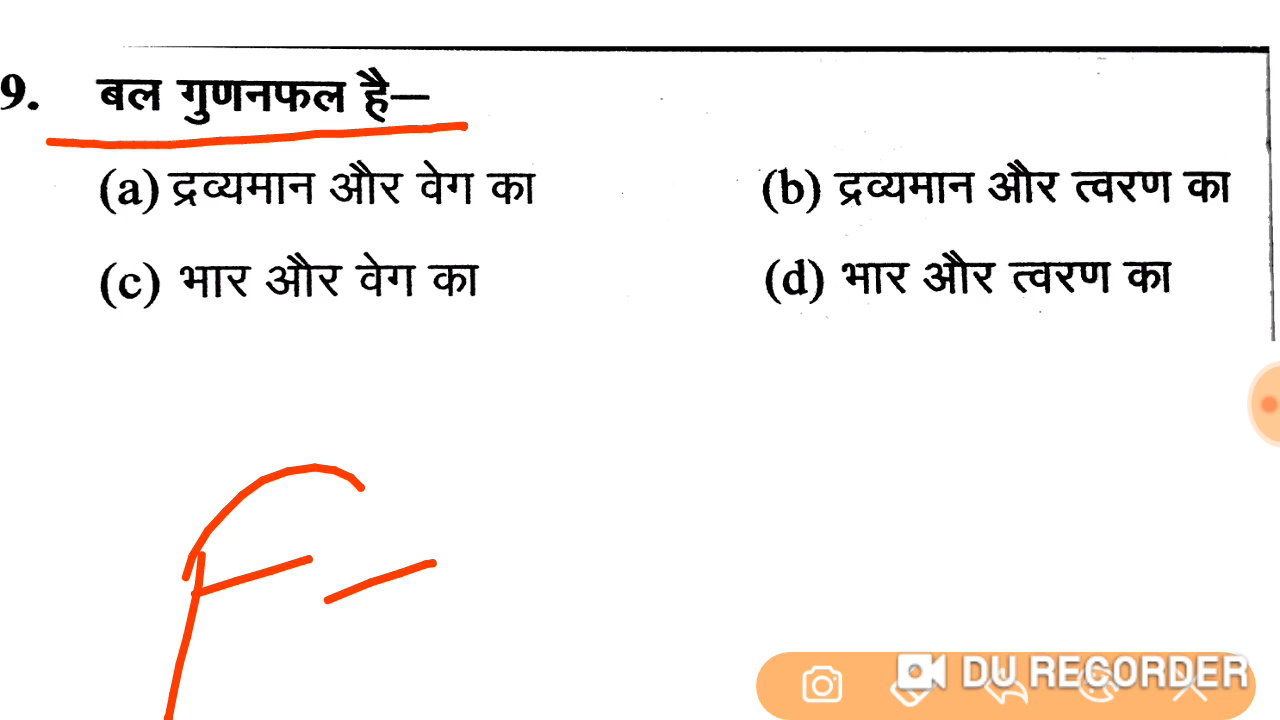 9. बल गुणनफल है—
(a) द्रव्यमान और वेग का (b) द्रव्यमान और त्वरण का
(c) भार और वेग का (d) भार और त्वरण का
F =
DU RECORDER